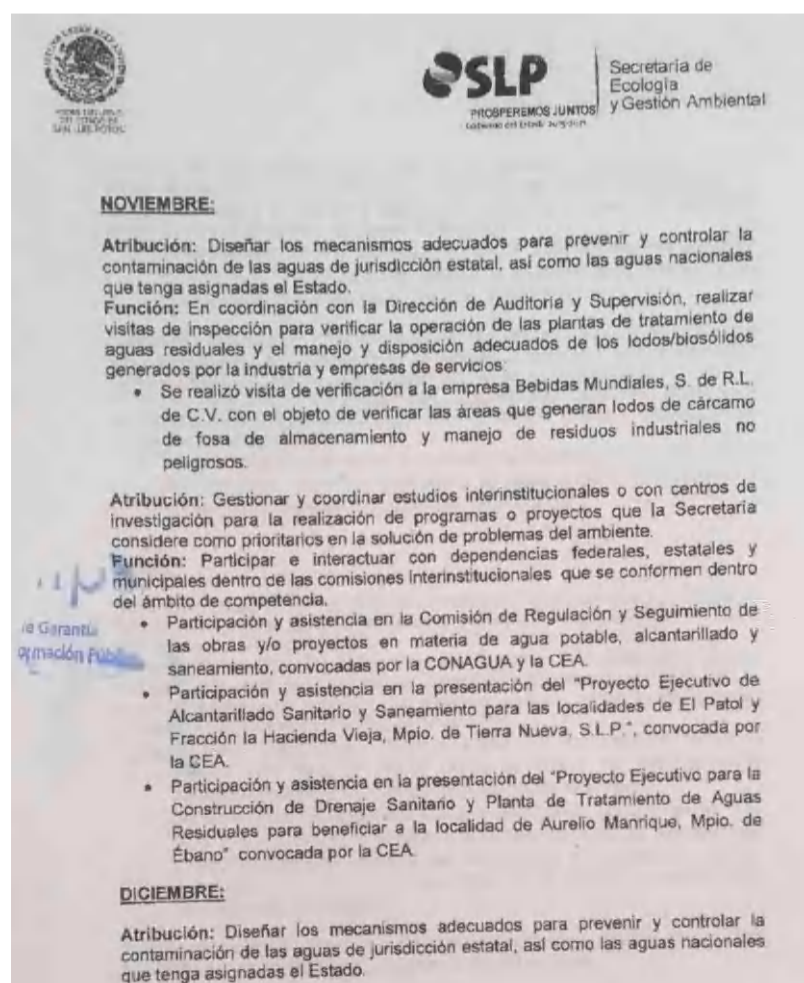 SLP
PROSPEREMOS JUNTOS
Secretaría de
Ecología
y Gestión Ambiental
NOVIEMBRE:
Atribución: Diseñar los mecanismos adecuados para prevenir y controlar la
contaminación de las aguas de jurisdicción estatal, así como las aguas nacionales
que tenga asignadas el Estado.
Función: En coordinación con la Dirección de Auditoría y Supervisión, realizar
visitas de inspección para verificar la operación de las plantas de tratamiento de
aguas residuales y el manejo y disposición adecuados de los lodos/biosólidos
generados por la industria y empresas de servicios:
• Se realizó visita de verificación a la empresa Bebidas Mundiales, S. de R.L.
de C.V. con el objeto de verificar las áreas que generan lodos de cárcamo
de fosa de almacenamiento y manejo de residuos industriales no
peligrosos.
Atribución: Gestionar y coordinar estudios interinstitucionales o con centros de
investigación para la realización de programas o proyectos que la Secretaría
considere como prioritarios en la solución de problemas del ambiente.
Función: Participar e interactuar con dependencias federales, estatales y
municipales dentro de las comisiones interinstitucionales que se conformen dentro
del ámbito de competencia.
• Participación y asistencia en la Comisión de Regulación y Seguimiento de
las obras y/o proyectos en materia de agua potable, alcantarillado y
saneamiento, convocadas por la CONAGUA y la CEA.
• Participación y asistencia en la presentación del "Proyecto Ejecutivo de
Alcantarillado Sanitario y Saneamiento para las localidades de El Patol y
Fracción la Hacienda Vieja, Mpio. de Tierra Nueva, S.L.P.", convocada por
la CEA.
• Participación y asistencia en la presentación del "Proyecto Ejecutivo para la
Construcción de Drenaje Sanitario y Planta de Tratamiento de Aguas
Residuales para beneficiar a la localidad de Aurelio Manrique, Mpio. de
Ébano" convocada por la CEA.
DICIEMBRE:
Atribución: Diseñar los mecanismos adecuados para prevenir y controlar la
contaminación de las aguas de jurisdicción estatal, así como las aguas nacionales
que tenga asignadas el Estado.